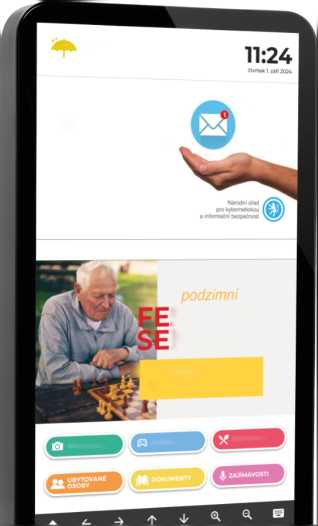 11:24
čtvrtek 1. září 2024
1
Národní úřad
pro kybernetickou
a informační bezpečnost
podzimní
FE
SE
UBYTOVANÉ
OSOBY
DOKUMENTY
ZAJÍMAVOSTI